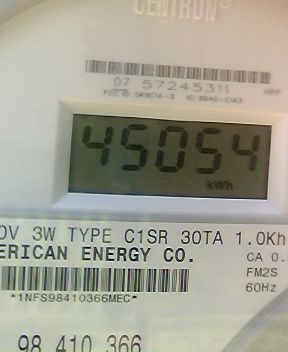 CENTRON®
07 57245311
45054
kWh
0V 3W TYPE C1SR 30TA 1.0Kh
ERICAN ENERGY CO.
CA 0.
FM2S
60Hz
*1NFS98410366MEC*
98 410 366